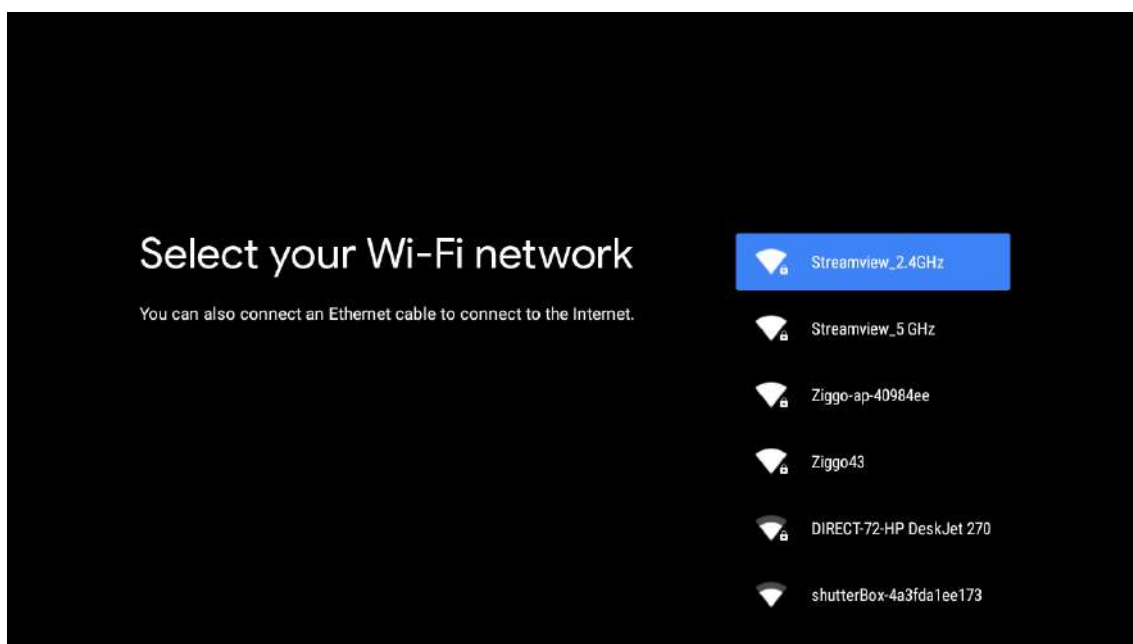 Select your Wi-Fi network
You can also connect an Ethernet cable to connect to the Internet.
Streamview_2.4GHz
Streamview_5 GHz
Ziggo-ap-40984ee
Ziggo43
DIRECT-72-HP DeskJet 270
shutterBox-4a3fda1ee173